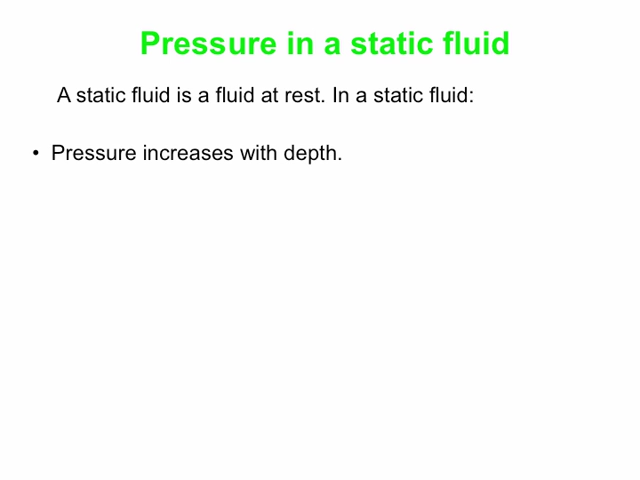 Pressure in a static fluid
A static fluid is a fluid at rest. In a static fluid:
• Pressure increases with depth.